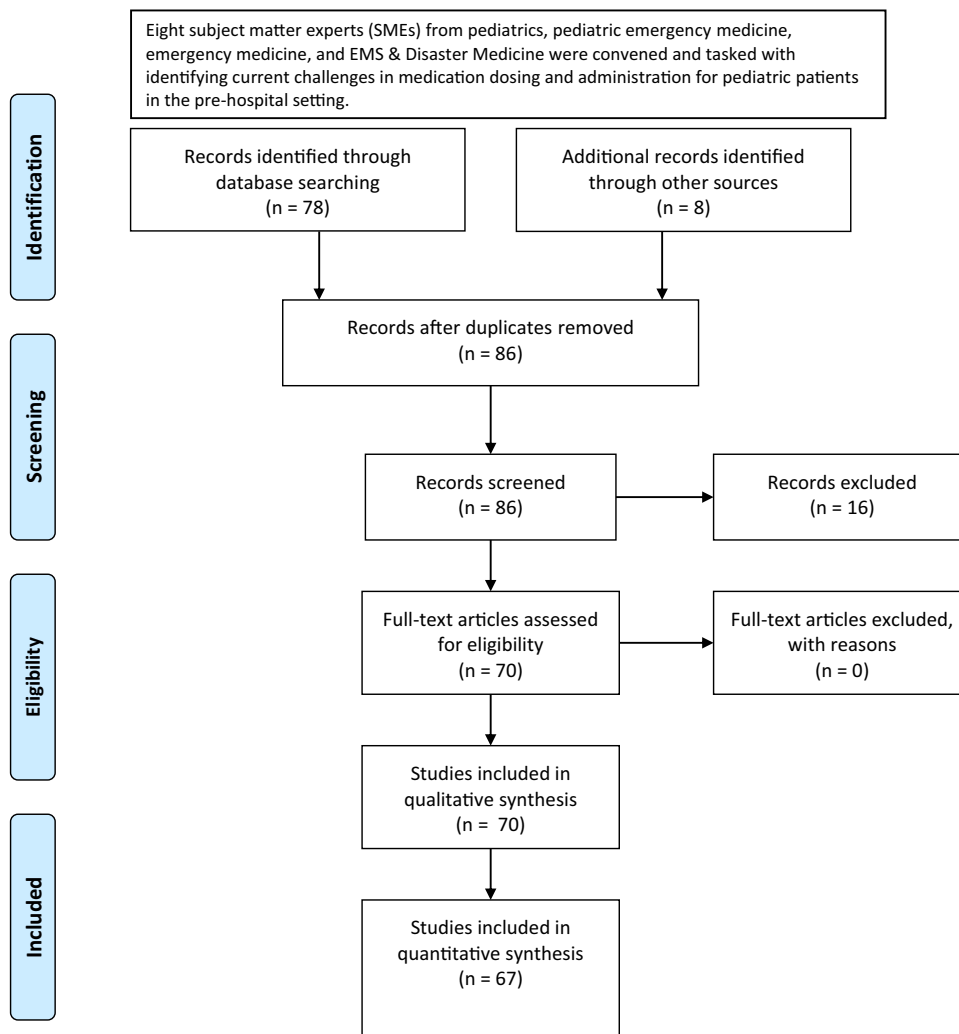 Eight subject matter experts (SMEs) from pediatrics, pediatric emergency medicine,
emergency medicine, and EMS & Disaster Medicine were convened and tasked with
identifying current challenges in medication dosing and administration for pediatric patients
in the pre-hospital setting.
Identification
Records identified through
database searching
(n = 78)
Additional records identified
through other sources
(n = 8)
Records after duplicates removed
(n = 86)
Screening
Records screened
(n = 86)
Records excluded
(n = 16)
Eligibility
Full-text articles assessed
for eligibility
(n = 70)
Full-text articles excluded,
with reasons
(n = 0)
Studies included in
qualitative synthesis
(n = 70)
Included
Studies included in
quantitative synthesis
(n = 67)